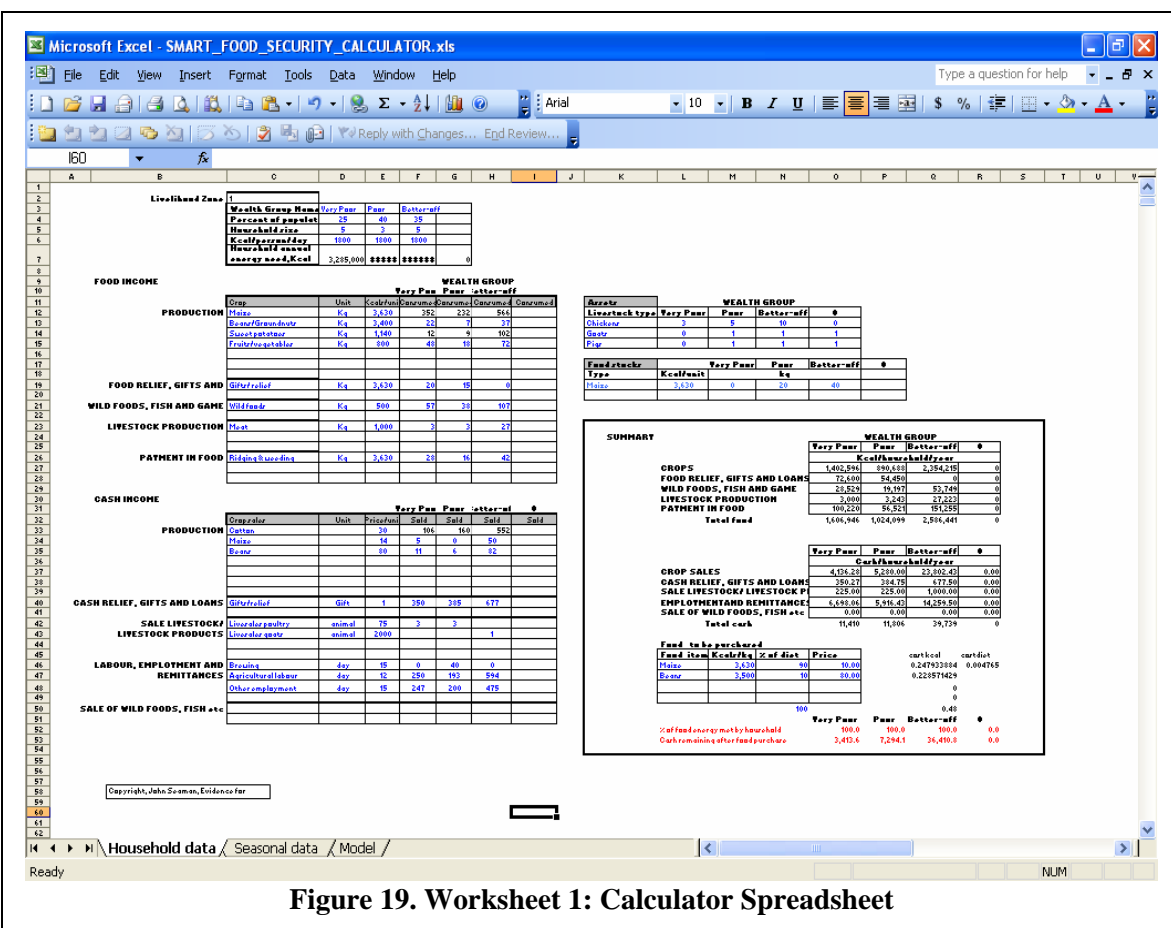 Microsoft Excel - SMART_FOOD_SECURITY_CALCULATOR.xls
File Edit View Insert Format Tools Data Window Help Type a question for help
Arial 10 B I U $ %
Reply with Changes... End Review...
I60 fx
A B C D E F G H I J K L M N O P Q R S T U V
Livelihood Zone 1
Wealth Group Name Very Poor Poor Better-off
Percent of populat 25 40 35
Household size 5 3 5
Kcal/person/day 1800 1800 1800
Household annual
energy need, Kcal 3,285,000 ##### ###### 0
FOOD INCOME WEALTH GROUP
Very Poor Poor Better-off
Crop Unit Kcals/uni Consumed Consumed Consumed Consumed
PRODUCTION Maize Kg 3,630 352 232 566
Beans/Groundnuts Kg 3,400 22 7 37
Sweet potatoes Kg 1,140 12 9 102
Fruits/vegetables Kg 800 48 18 72
FOOD RELIEF, GIFTS AND Gifts/relief Kg 3,630 20 15 0
WILD FOODS, FISH AND GAME Wild foods Kg 500 57 38 107
LIVESTOCK PRODUCTION Meat Kg 1,000 3 3 27
PAYMENT IN FOOD Ridging & weeding Kg 3,630 28 16 42
CASH INCOME
Very Poo Poor Better-of 0
Crop sales Unit Price/uni Sold Sold Sold Sold
PRODUCTION Cotton 30 106 160 552
Maize 14 5 0 50
Beans 80 11 6 82
CASH RELIEF, GIFTS AND LOANS Gifts/relief Gift 1 350 385 677
SALE LIVESTOCK/ Live sales poultry animal 75 3 3
LIVESTOCK PRODUCTS Live sales goats animal 2000 1
LABOUR, EMPLOYMENT AND Brewing day 15 0 40 0
REMITTANCES Agricultural labour day 12 250 193 594
Other employment day 15 247 200 475
SALE OF WILD FOODS, FISH etc
Copyright, John Seaman, Evidence for
Assets WEALTH GROUP
Livestock type Very Poor Poor Better-off 0
Chickens 3 5 10 0
Goats 0 1 1 1
Pigs 0 1 1 1
Food stocks Very Poor Poor Better-off 0
Type Kcal/unit kg
Maize 3,630 0 20 40
SUMMARY WEALTH GROUP
Very Poor Poor Better-off 0
Kcal/household/year
CROPS 1,402,596 890,688 2,354,215 0
FOOD RELIEF, GIFTS AND LOANS 72,600 54,450 0 0
WILD FOODS, FISH AND GAME 28,529 19,197 53,749 0
LIVESTOCK PRODUCTION 3,000 3,243 27,223 0
PAYMENT IN FOOD 100,220 56,521 151,255 0
Total food 1,606,946 1,024,099 2,586,441 0
Very Poor Poor Better-off 0
Cash/household/year
CROP SALES 4,136.28 5,280.00 23,802.43 0.00
CASH RELIEF, GIFTS AND LOANS 350.27 384.75 677.50 0.00
SALE LIVESTOCK/ LIVESTOCK P 225.00 225.00 1,000.00 0.00
EMPLOYMENTAND REMITTANCES 6,698.06 5,916.43 14,259.50 0.00
SALE OF WILD FOODS, FISH etc 0.00 0.00 0.00 0.00
Total cash 11,410 11,806 39,739 0
Food to be purchased
Food item Kcals/kg % of diet Price cost kcal cost diet
Maize 3,630 90 10.00 0.247933884 0.004765
Beans 3,500 10 80.00 0.228571429
0
0
100 0.48
Very Poor Poor Better-off 0
% of food energy met by household 100.0 100.0 100.0 0.0
Cash remaining after food purchase 3,413.6 7,294.1 36,410.8 0.0
Household data Seasonal data Model
Ready NUM
Figure 19. Worksheet 1: Calculator Spreadsheet